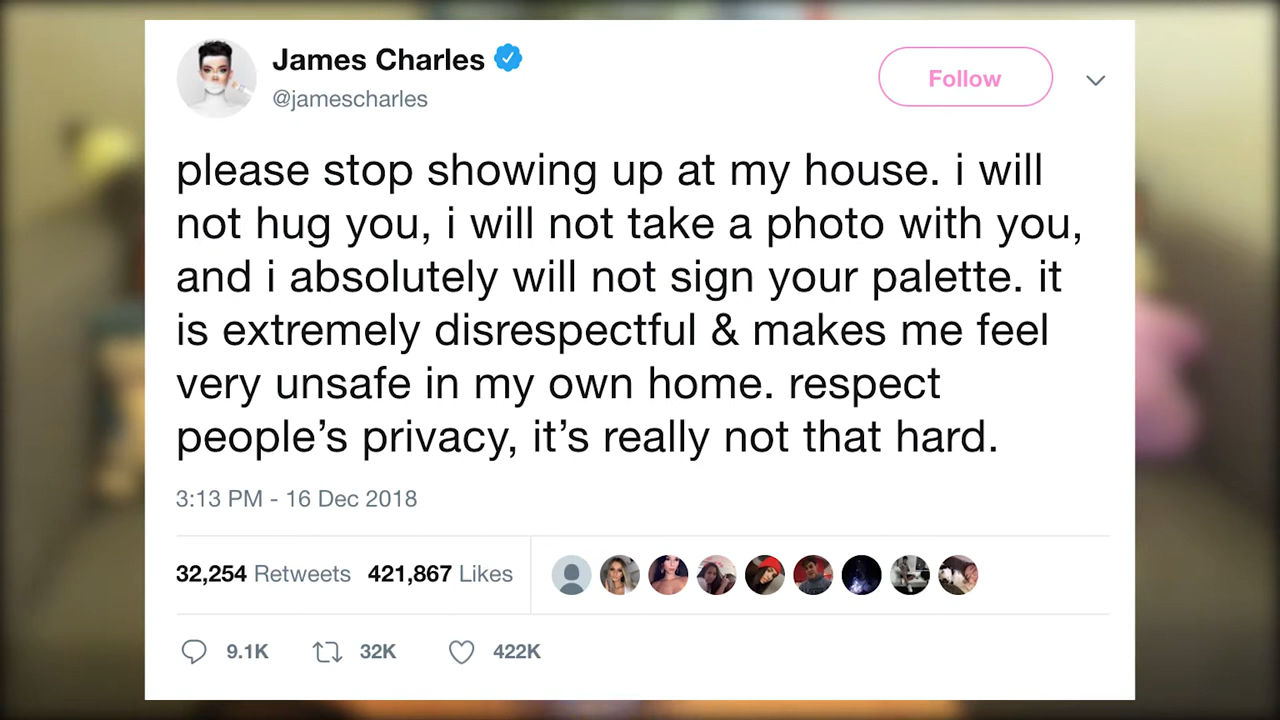 James Charles
@jamescharles
Follow
please stop showing up at my house. i will
not hug you, i will not take a photo with you,
and i absolutely will not sign your palette. it
is extremely disrespectful & makes me feel
very unsafe in my own home. respect
people’s privacy, it’s really not that hard.
3:13 PM - 16 Dec 2018
32,254 Retweets 421,867 Likes
9.1K 32K 422K